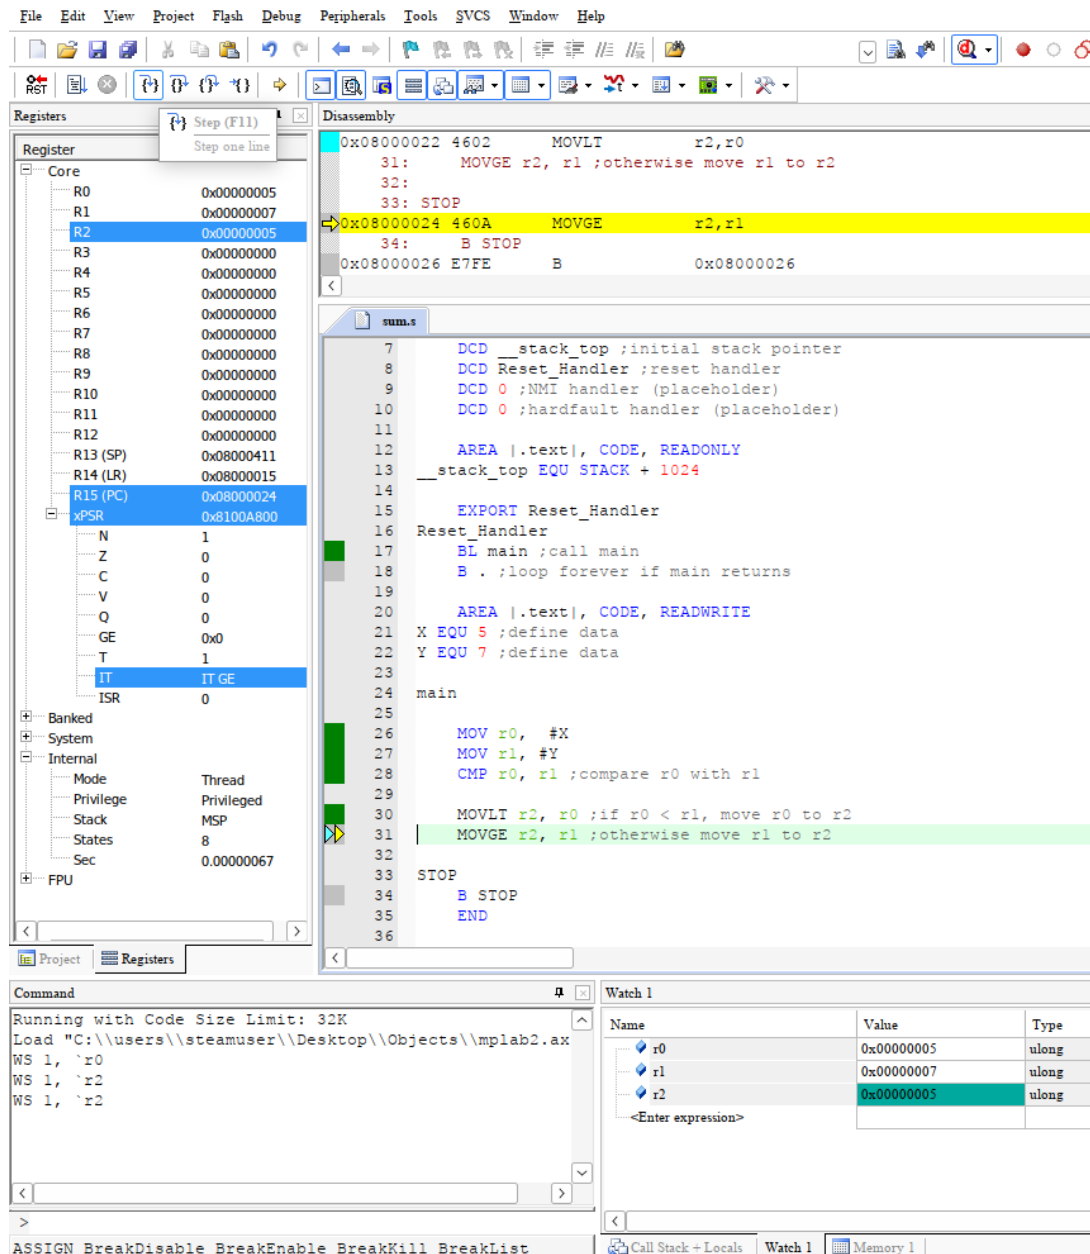 File Edit View Project Flash Debug Peripherals Tools SVCS Window Help
RST
Registers
Step (F11)
Step one line
Register
Core
R0 0x00000005
R1 0x00000007
R2 0x00000005
R3 0x00000000
R4 0x00000000
R5 0x00000000
R6 0x00000000
R7 0x00000000
R8 0x00000000
R9 0x00000000
R10 0x00000000
R11 0x00000000
R12 0x00000000
R13 (SP) 0x08000411
R14 (LR) 0x08000015
R15 (PC) 0x08000024
xPSR 0x8100A800
N 1
Z 0
C 0
V 0
Q 0
GE 0x0
T 1
IT IT GE
ISR 0
Banked
System
Internal
Mode Thread
Privilege Privileged
Stack MSP
States 8
Sec 0.00000067
FPU
Project Registers
Disassembly
0x08000022 4602 MOVLT r2,r0
31: MOVGE r2, r1 ;otherwise move r1 to r2
32:
33: STOP
0x08000024 460A MOVGE r2,r1
34: B STOP
0x08000026 E7FE B 0x08000026
sum.s
7 DCD __stack_top ;initial stack pointer
8 DCD Reset_Handler ;reset handler
9 DCD 0 ;NMI handler (placeholder)
10 DCD 0 ;hardfault handler (placeholder)
11
12 AREA |.text|, CODE, READONLY
13 __stack_top EQU STACK + 1024
14
15 EXPORT Reset_Handler
16 Reset_Handler
17 BL main ;call main
18 B . ;loop forever if main returns
19
20 AREA |.text|, CODE, READWRITE
21 X EQU 5 ;define data
22 Y EQU 7 ;define data
23
24 main
25
26 MOV r0, #X
27 MOV r1, #Y
28 CMP r0, r1 ;compare r0 with r1
29
30 MOVLT r2, r0 ;if r0 < r1, move r0 to r2
31 MOVGE r2, r1 ;otherwise move r1 to r2
32
33 STOP
34 B STOP
35 END
36
Command
Running with Code Size Limit: 32K
Load "C:\\users\\steamuser\\Desktop\\Objects\\mplab2.ax
WS 1, `r0
WS 1, `r2
WS 1, `r2
>
ASSIGN BreakDisable BreakEnable BreakKill BreakList
Watch 1
Name Value Type
r0 0x00000005 ulong
r1 0x00000007 ulong
r2 0x00000005 ulong
<Enter expression>
Call Stack + Locals Watch 1 Memory 1